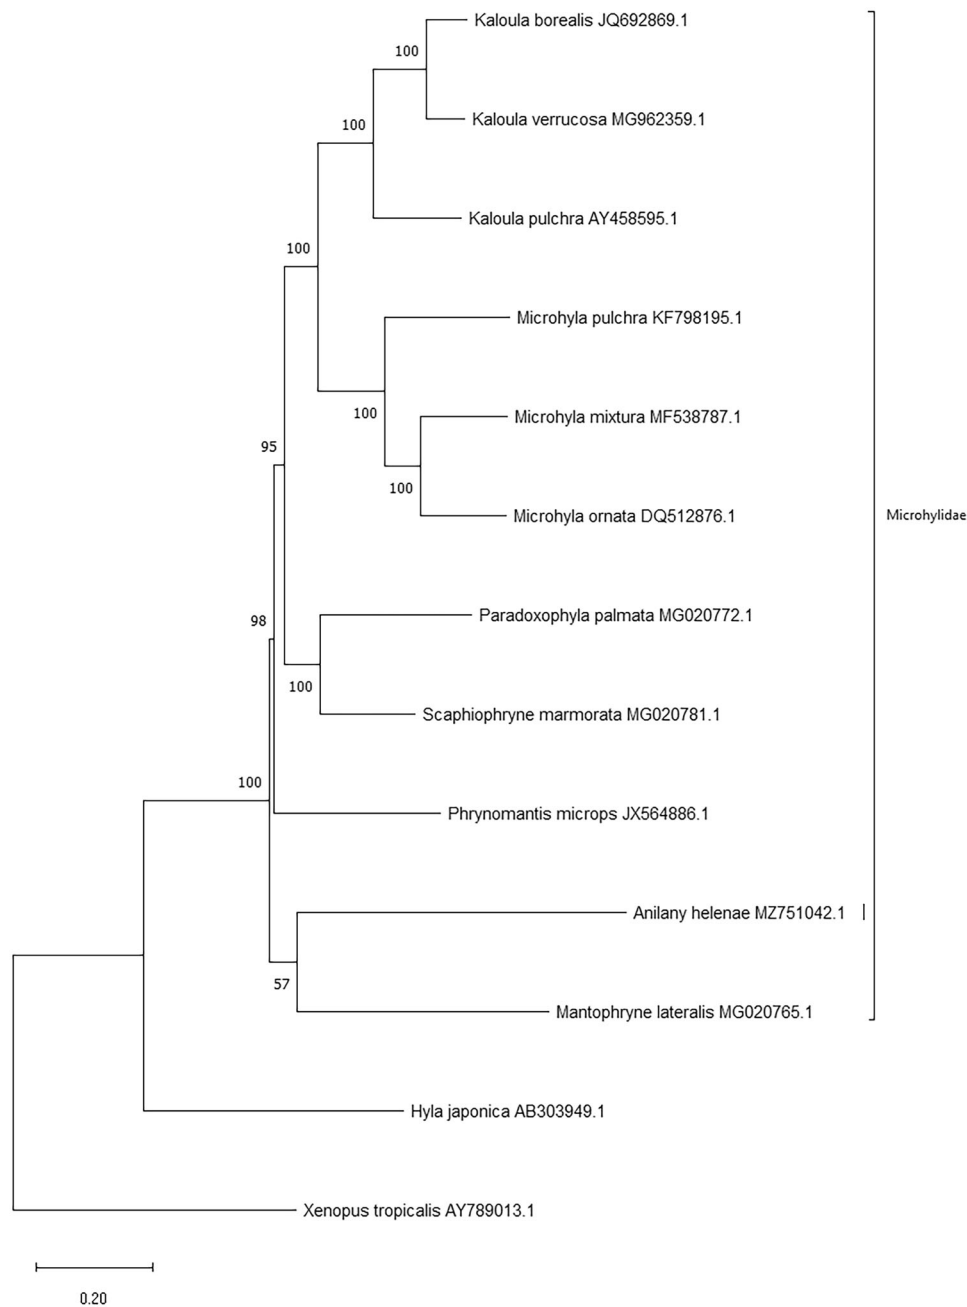 Kaloula borealis JQ692869.1
100
Kaloula verrucosa MG962359.1
100
Kaloula pulchra AY458595.1
100
Microhyla pulchra KF798195.1
100
Microhyla mixtura MF538787.1
95
100
Microhyla ornata DQ512876.1
Microhylidae
Paradoxophyla palmata MG020772.1
98
100
Scaphiophryne marmorata MG020781.1
100
Phrynomantis microps JX564886.1
Anilany helenae MZ751042.1
57
Mantophryne lateralis MG020765.1
Hyla japonica AB303949.1
Xenopus tropicalis AY789013.1
0.20